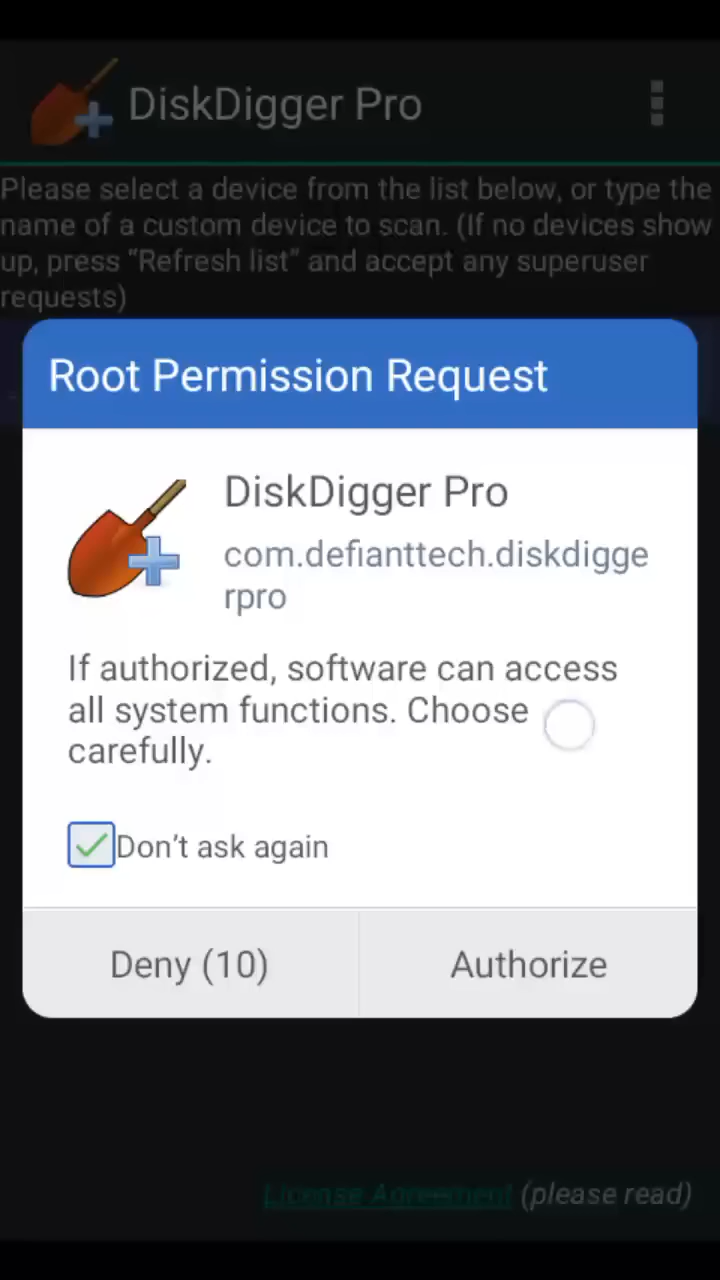 DiskDigger Pro
Please select a device from the list below, or type the
name of a custom device to scan. (If no devices show
up, press “Refresh list” and accept any superuser
requests)
Root Permission Request
DiskDigger Pro
com.defianttech.diskdigge
rpro
If authorized, software can access
all system functions. Choose
carefully.
Don’t ask again
Deny (10)
Authorize
License Agreement (please read)